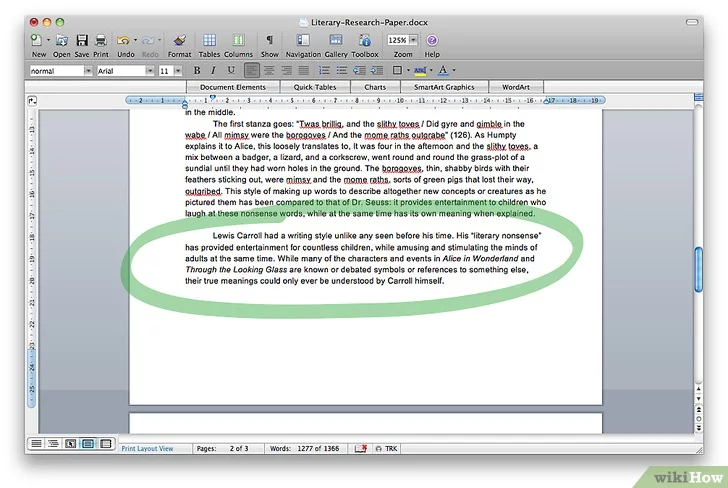 Literary-Research-Paper.docx
New Open Save Print Undo Redo Format Tables Columns Show Navigation Gallery Toolbox Zoom Help
125%
normal Arial 11 B I U
Document Elements Quick Tables Charts SmartArt Graphics WordArt
in the middle.
The first stanza goes: “Twas brillig, and the slithy toves / Did gyre and gimble in the
wabe / All mimsy were the borogoves / And the mome raths outgrabe” (126). As Humpty
explains it to Alice, this loosely translates to, It was four in the afternoon and the slithy toves, a
mix between a badger, a lizard, and a corkscrew, went round and round the grass-plot of a
sundial until they had worn holes in the ground. The borogoves, thin, shabby birds with their
feathers sticking out, were mimsy and the mome raths, sorts of green pigs that lost their way,
outgribed. This style of making up words to describe altogether new concepts or creatures as he
pictured them has been compared to that of Dr. Seuss: it provides entertainment to children who
laugh at these nonsense words, while at the same time has its own meaning when explained.
Lewis Carroll had a writing style unlike any seen before his time. His “literary nonsense”
has provided entertainment for countless children, while amusing and stimulating the minds of
adults at the same time. While many of the characters and events in Alice in Wonderland and
Through the Looking Glass are known or debated symbols or references to something else,
their true meanings could only ever be understood by Carroll himself.
Print Layout View Pages: 2 of 3 Words: 1277 of 1366 TRK
wikiHow